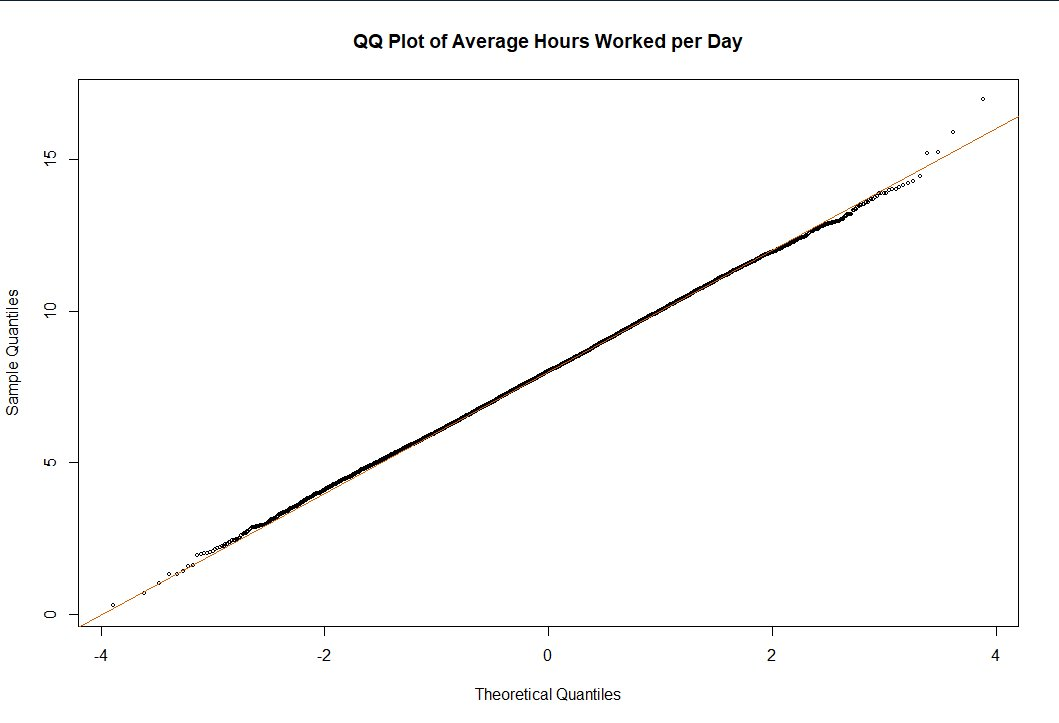 QQ Plot of Average Hours Worked per Day
Sample Quantiles
15
10
5
0
-4 -2 0 2 4
Theoretical Quantiles